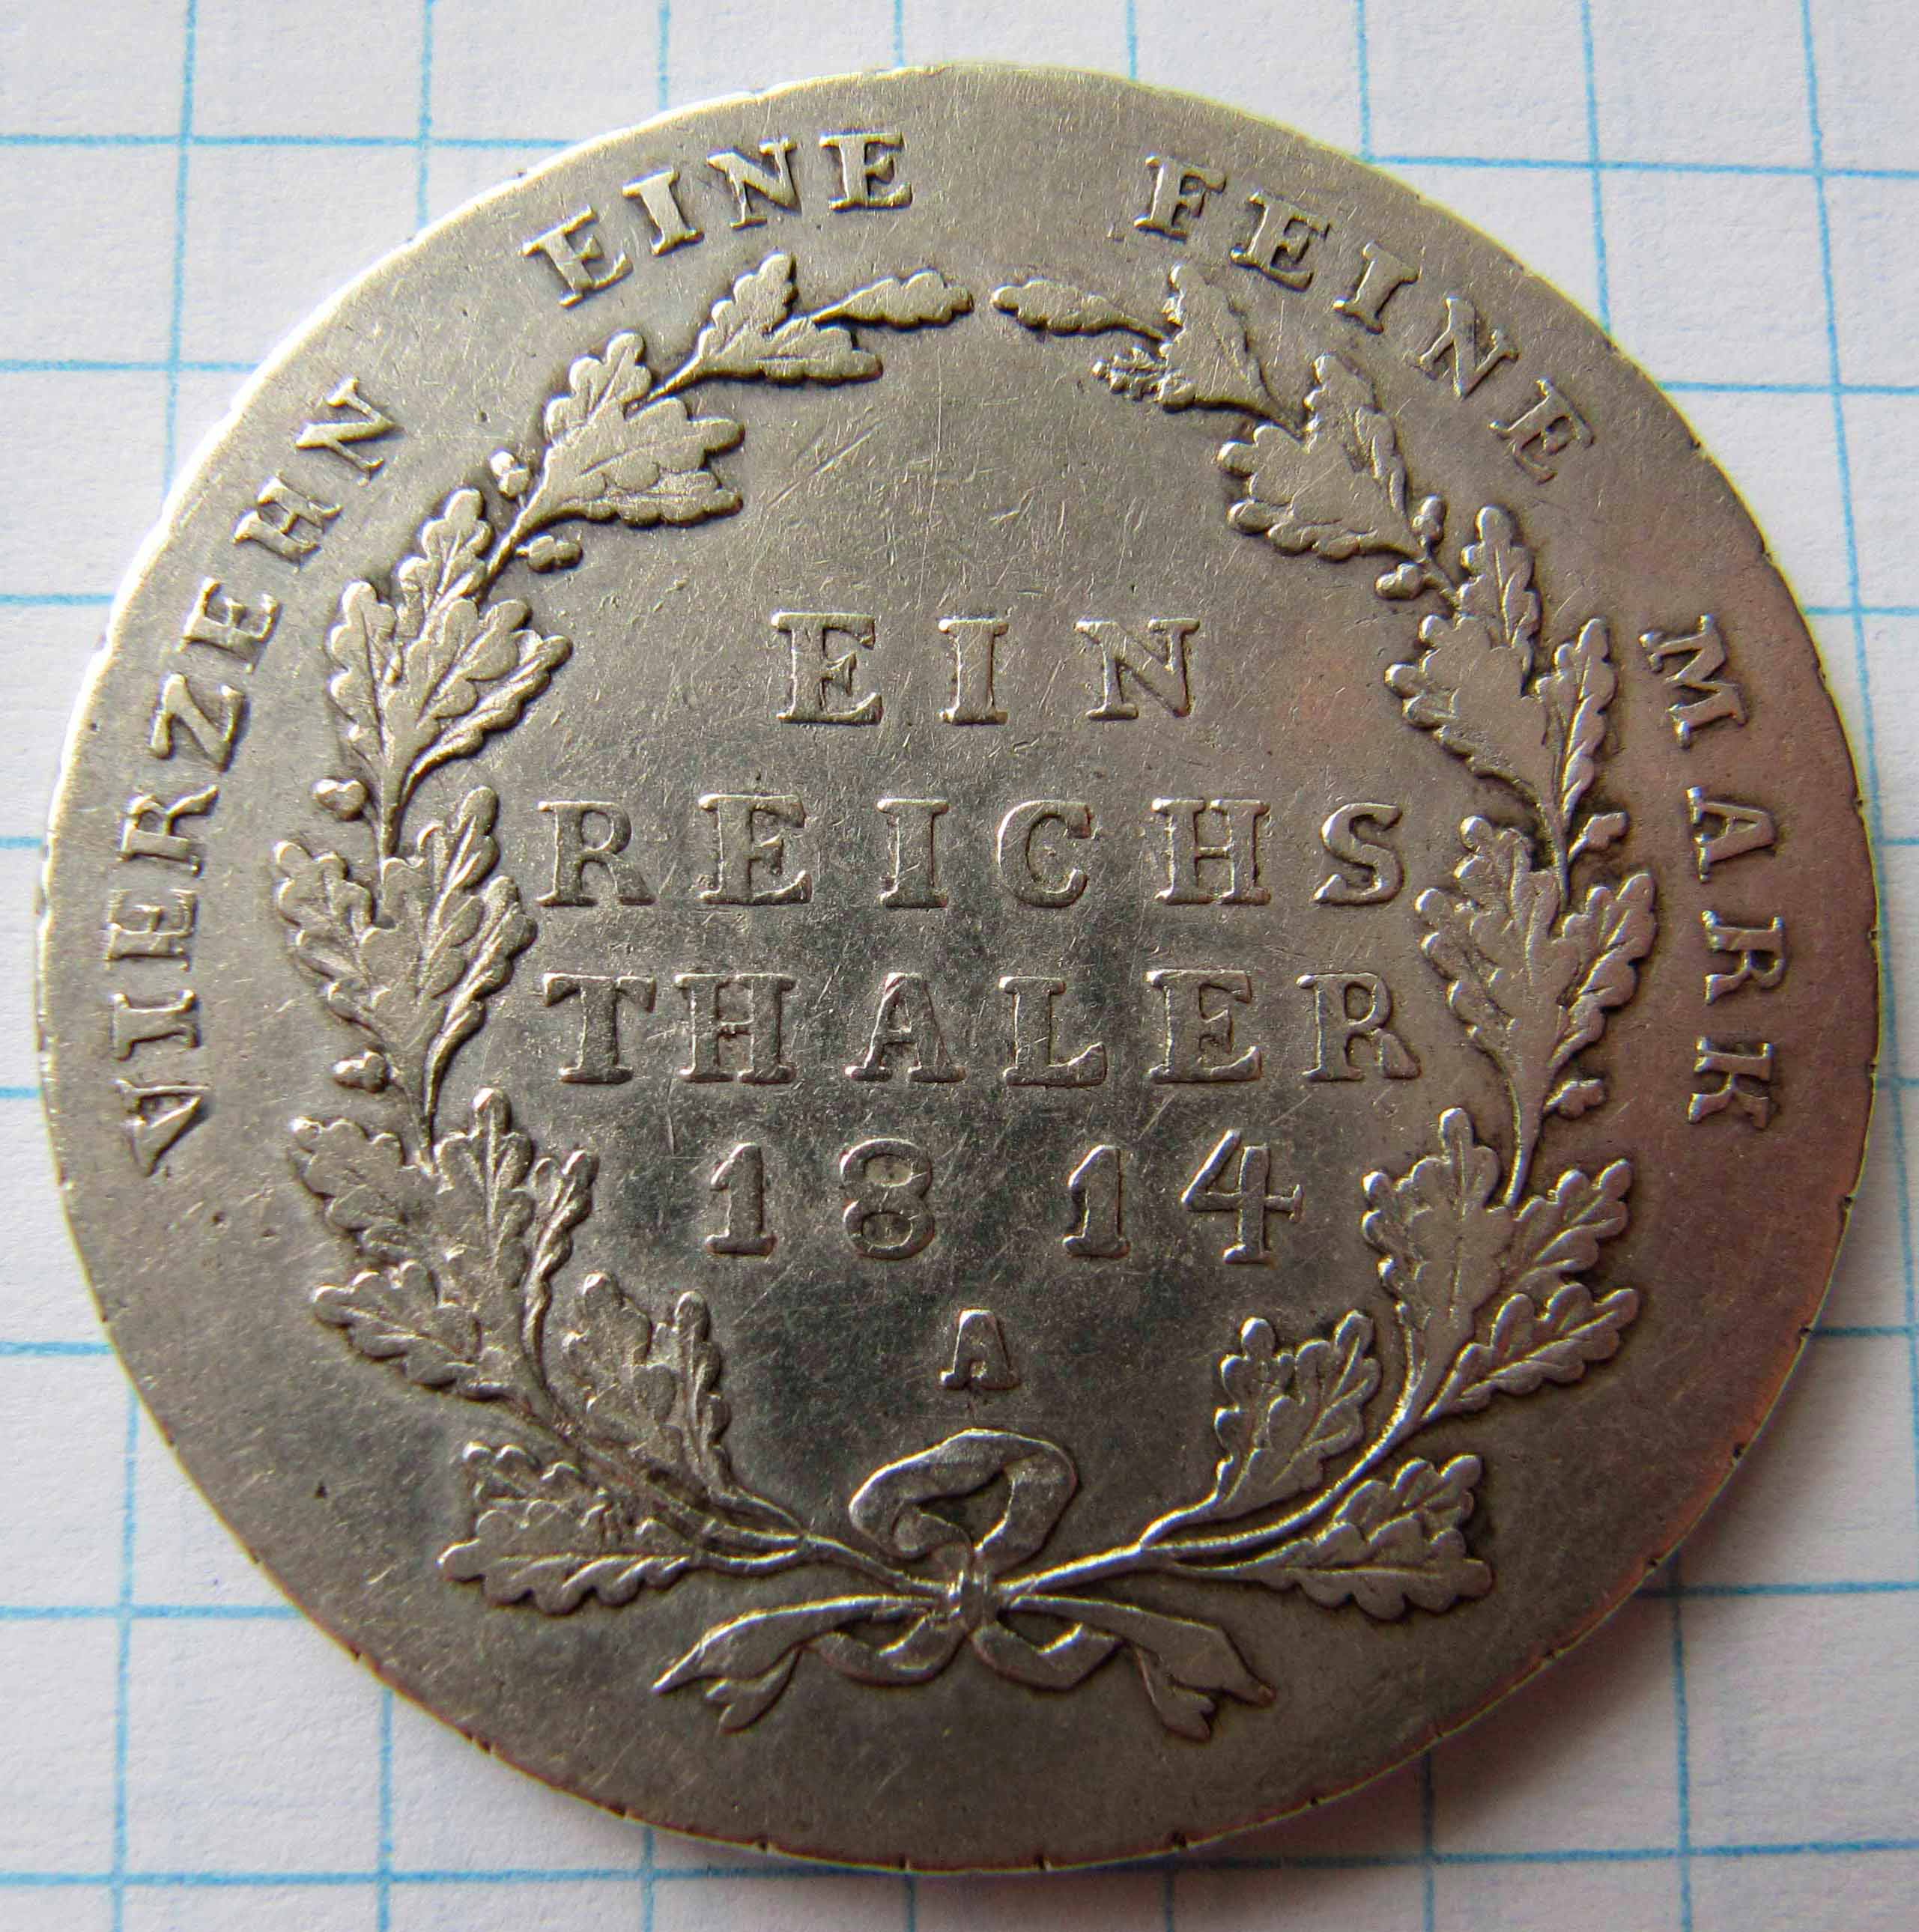 VIERZEHN EINE FEINE MARK
EIN
REICHS
THALER
1814
A